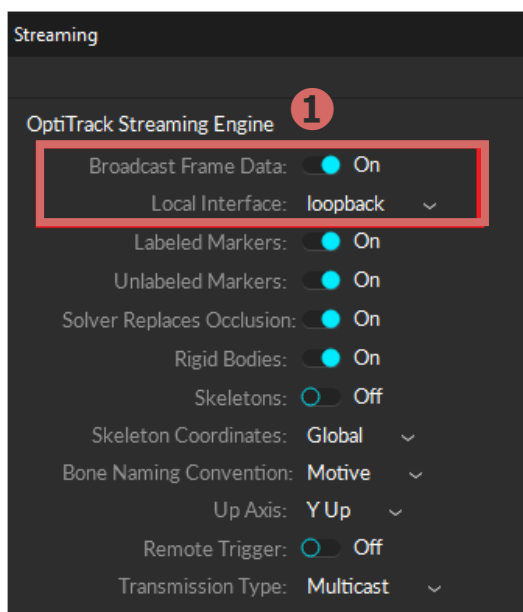 Streaming
OptiTrack Streaming Engine 1
Broadcast Frame Data: On
Local Interface: loopback
Labeled Markers: On
Unlabeled Markers: On
Solver Replaces Occlusion: On
Rigid Bodies: On
Skeletons: Off
Skeleton Coordinates: Global
Bone Naming Convention: Motive
Up Axis: Y Up
Remote Trigger: Off
Transmission Type: Multicast